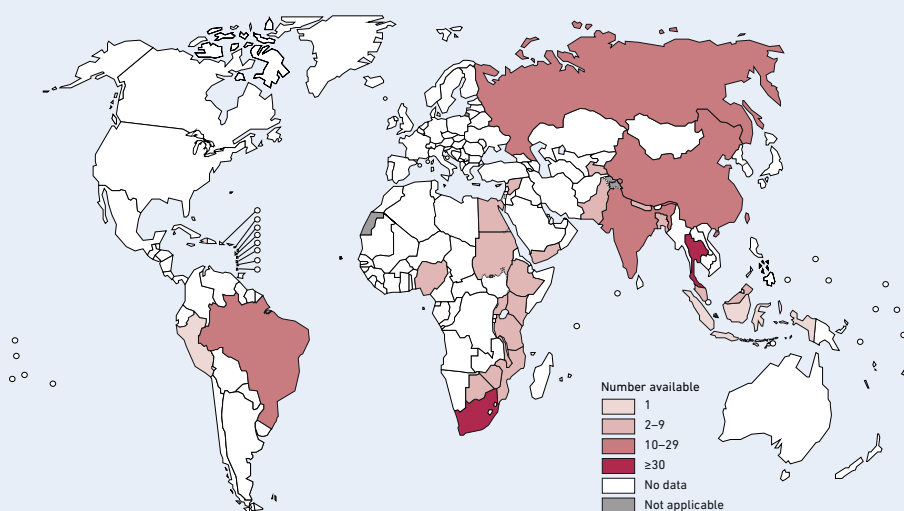 Number available
1
2–9
10–29
≥30
No data
Not applicable